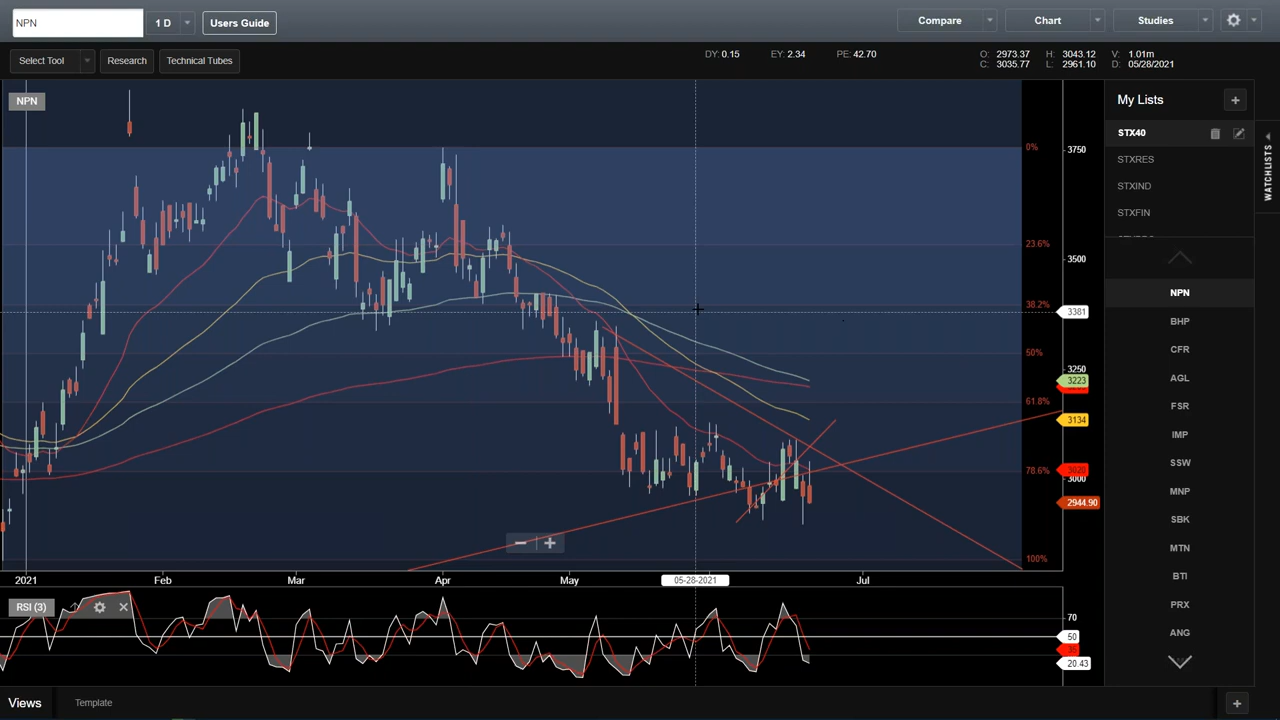 NPN
1 D
Users Guide
Compare
Chart
Studies
Select Tool
Research
Technical Tubes
DY: 0.15 EY: 2.34 PE: 42.70
O: 2973.37 H: 3043.12 V: 1.01m
C: 3035.77 L: 2961.10 D: 05/28/2021
NPN
0%
23.6%
38.2%
50%
61.8%
78.6%
100%
3750
3500
3381
3250
3223
3134
3020
3000
2944.90
2021 Feb Mar Apr May 05-28-2021 Jul
RSI (3)
70
50
20.43
My Lists
STX40
STXRES
STXIND
STXFIN
WATCHLISTS
NPN
BHP
CFR
AGL
FSR
IMP
SSW
MNP
SBK
MTN
BTI
PRX
ANG
Views
Template